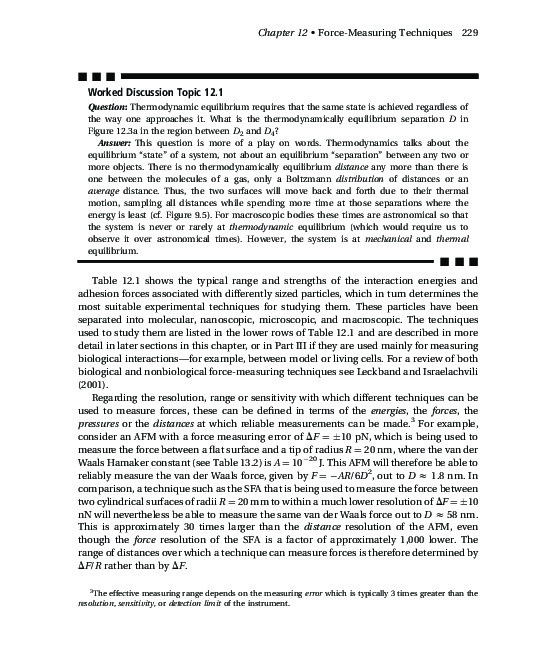 Chapter 12 • Force-Measuring Techniques 229
Worked Discussion Topic 12.1
Question: Thermodynamic equilibrium requires that the same state is achieved regardless of
the way one approaches it. What is the thermodynamically equilibrium separation D in
Figure 12.3a in the region between D₂ and D₄?
Answer: This question is more of a play on words. Thermodynamics talks about the
equilibrium “state” of a system, not about an equilibrium “separation” between any two or
more objects. There is no thermodynamically equilibrium distance any more than there is
one between the molecules of a gas, only a Boltzmann distribution of distances or an
average distance. Thus, the two surfaces will move back and forth due to their thermal
motion, sampling all distances while spending more time at those separations where the
energy is least (cf. Figure 9.5). For macroscopic bodies these times are astronomical so that
the system is never or rarely at thermodynamic equilibrium (which would require us to
observe it over astronomical times). However, the system is at mechanical and thermal
equilibrium.
Table 12.1 shows the typical range and strengths of the interaction energies and
adhesion forces associated with differently sized particles, which in turn determines the
most suitable experimental techniques for studying them. These particles have been
separated into molecular, nanoscopic, microscopic, and macroscopic. The techniques
used to study them are listed in the lower rows of Table 12.1 and are described in more
detail in later sections in this chapter, or in Part III if they are used mainly for measuring
biological interactions—for example, between model or living cells. For a review of both
biological and nonbiological force-measuring techniques see Leckband and Israelachvili
(2001).
Regarding the resolution, range or sensitivity with which different techniques can be
used to measure forces, these can be defined in terms of the energies, the forces, the
pressures or the distances at which reliable measurements can be made.³ For example,
consider an AFM with a force measuring error of ΔF = ±10 pN, which is being used to
measure the force between a flat surface and a tip of radius R = 20 nm, where the van der
Waals Hamaker constant (see Table 13.2) is A = 10⁻²⁰ J. This AFM will therefore be able to
reliably measure the van der Waals force, given by F = −AR/6D², out to D ≈ 1.8 nm. In
comparison, a technique such as the SFA that is being used to measure the force between
two cylindrical surfaces of radii R = 20 mm to within a much lower resolution of ΔF = ±10
nN will nevertheless be able to measure the same van der Waals force out to D ≈ 58 nm.
This is approximately 30 times larger than the distance resolution of the AFM, even
though the force resolution of the SFA is a factor of approximately 1,000 lower. The
range of distances over which a technique can measure forces is therefore determined by
ΔF/R rather than by ΔF.
³The effective measuring range depends on the measuring error which is typically 3 times greater than the
resolution, sensitivity, or detection limit of the instrument.